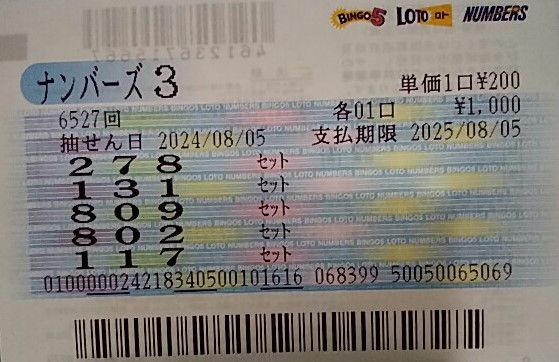 BINGO5 LOTO ロト NUMBERS
ナンバーズ3
単価1口¥200
6527回
各01口 ¥1,000
抽せん日 2024/08/05
支払期限 2025/08/05
278 セット
131 セット
809 セット
802 セット
117 セット
010000024218340500101616 068399 50050065069